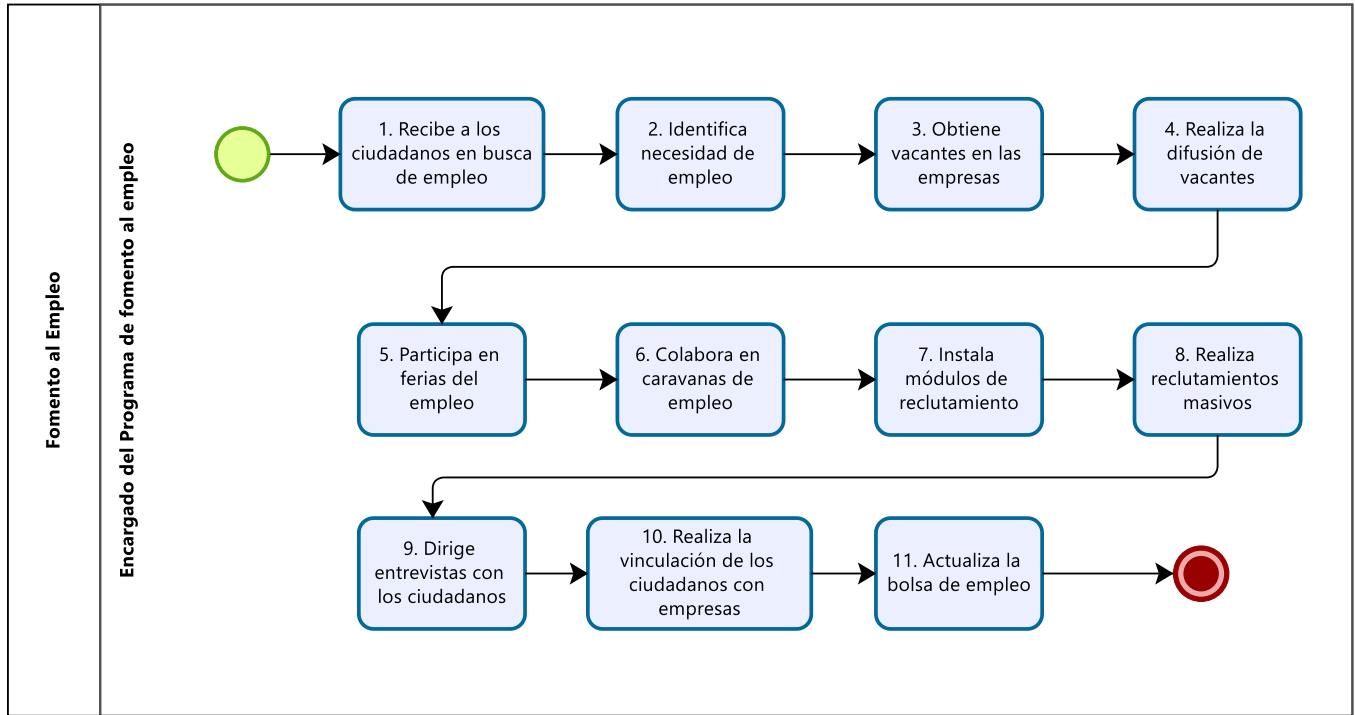 Fomento al Empleo
Encargado del Programa de fomento al empleo
1. Recibe a los
ciudadanos en busca
de empleo
2. Identifica
necesidad de
empleo
3. Obtiene
vacantes en las
empresas
4. Realiza la
difusión de
vacantes
5. Participa en
ferias del
empleo
6. Colabora en
caravanas de
empleo
7. Instala
módulos de
reclutamiento
8. Realiza
reclutamientos
masivos
9. Dirige
entrevistas con
los ciudadanos
10. Realiza la
vinculación de los
ciudadanos con
empresas
11. Actualiza la
bolsa de empleo